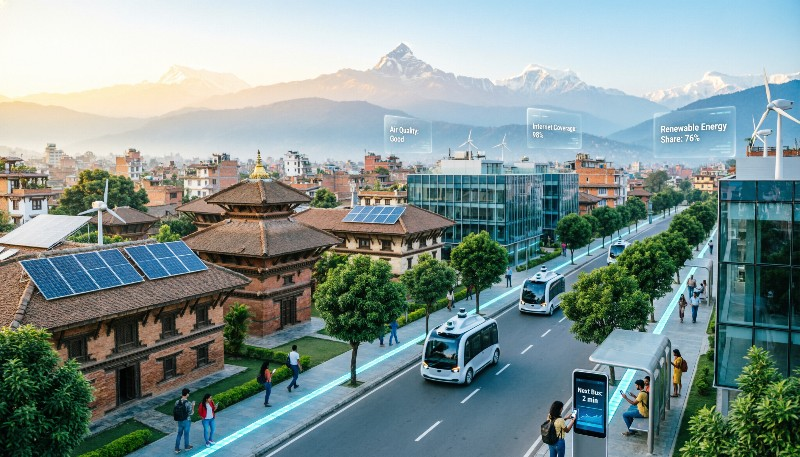 Air Quality:
Good
Internet Coverage
98%
Renewable Energy
Share: 76%
Next Bus:
2 min